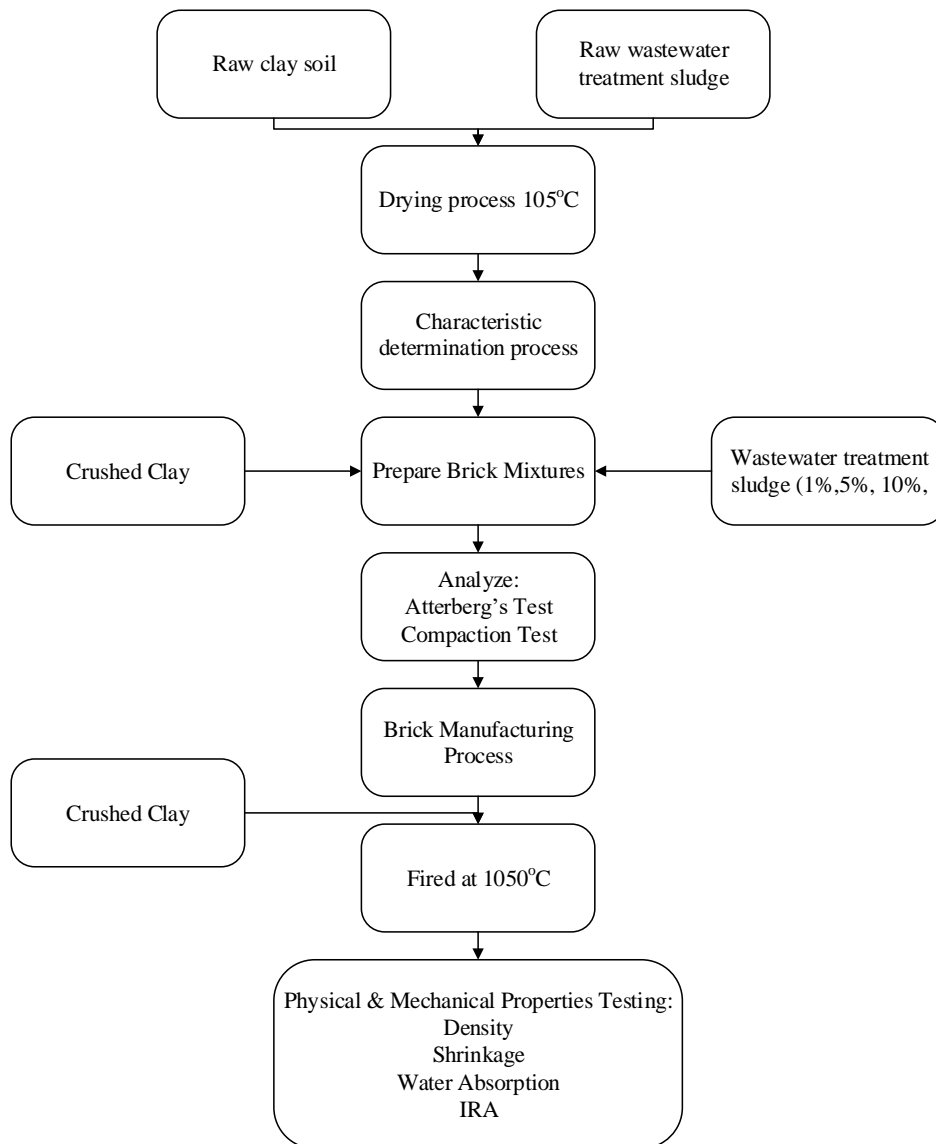 Raw clay soil
Raw wastewater
treatment sludge
Drying process 105°C
Characteristic
determination process
Crushed Clay
Prepare Brick Mixtures
Wastewater treatment
sludge (1%,5%, 10%,
Analyze:
Atterberg’s Test
Compaction Test
Brick Manufacturing
Process
Crushed Clay
Fired at 1050°C
Physical & Mechanical Properties Testing:
Density
Shrinkage
Water Absorption
IRA